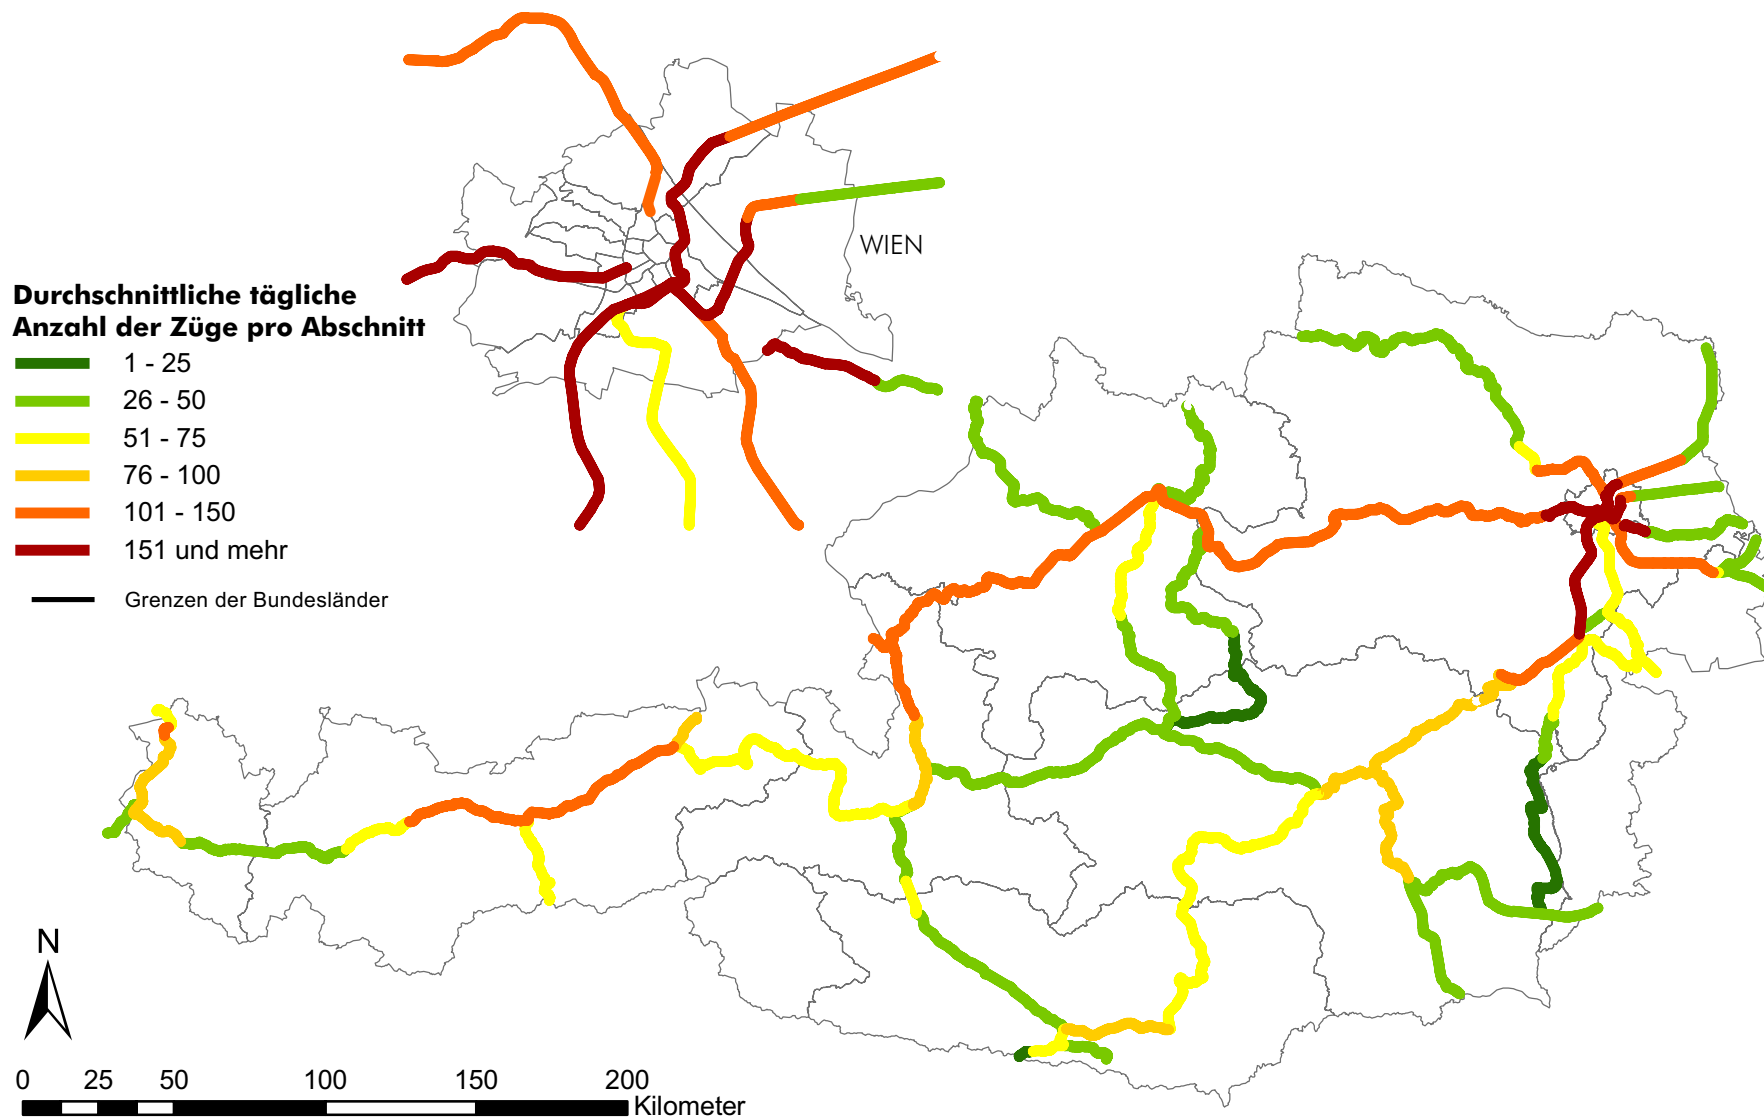 WIEN
Durchschnittliche tägliche
Anzahl der Züge pro Abschnitt
1 - 25
26 - 50
51 - 75
76 - 100
101 - 150
151 und mehr
Grenzen der Bundesländer
N
0 25 50 100 150 200
Kilometer